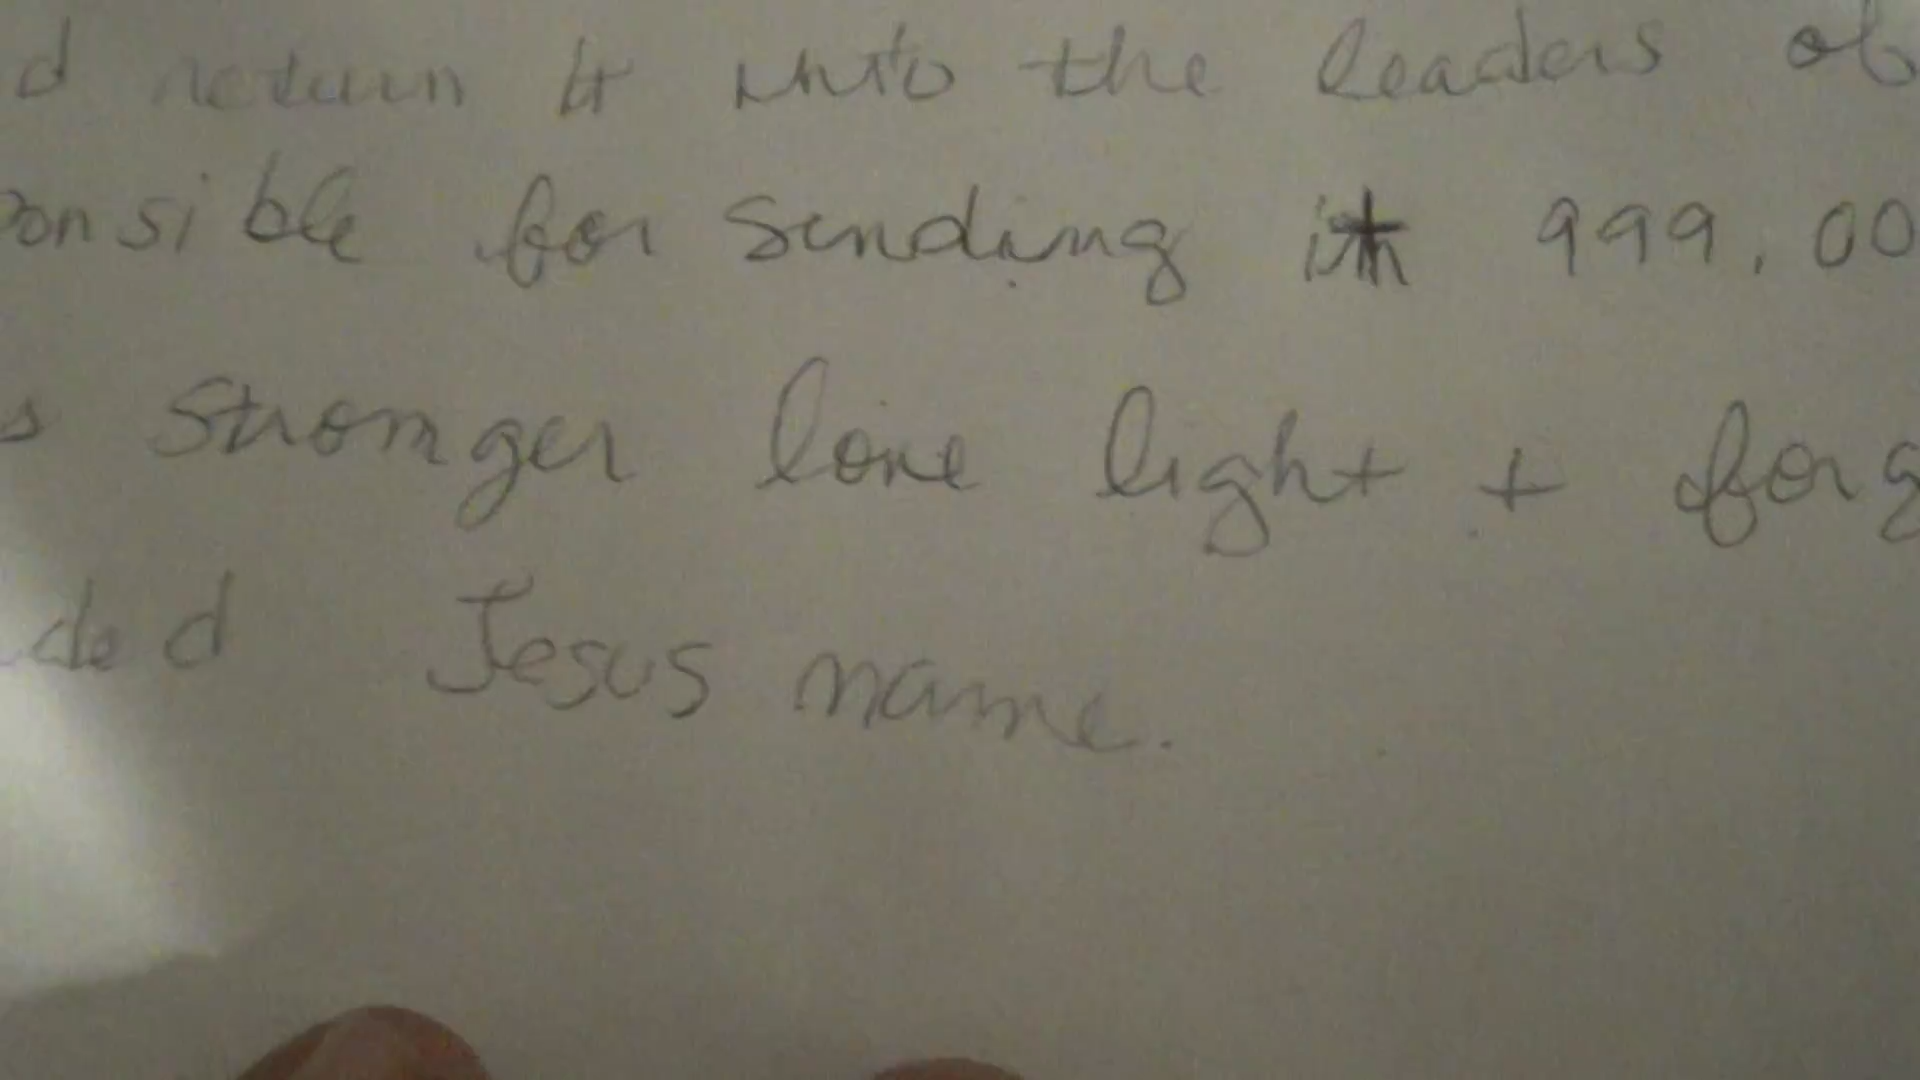 d return it unto the leaders of
onsible for sending it 999,00
s stronger love light + forg
ded Jesus name.